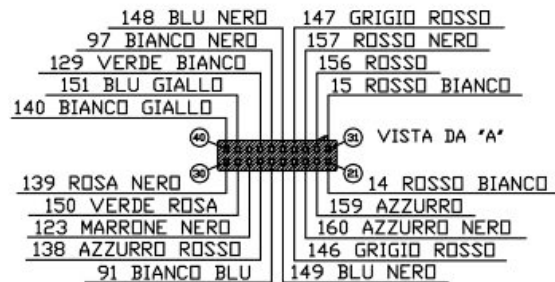 148 BLU NERO
147 GRIGIO ROSSO
97 BIANCO NERO
157 ROSSO NERO
129 VERDE BIANCO
156 ROSSO
151 BLU GIALLO
15 ROSSO BIANCO
140 BIANCO GIALLO
40
31
VISTA DA "A"
30
21
139 ROSA NERO
14 ROSSO BIANCO
150 VERDE ROSA
159 AZZURRO
123 MARRONE NERO
160 AZZURRO NERO
138 AZZURRO ROSSO
146 GRIGIO ROSSO
91 BIANCO BLU
149 BLU NERO